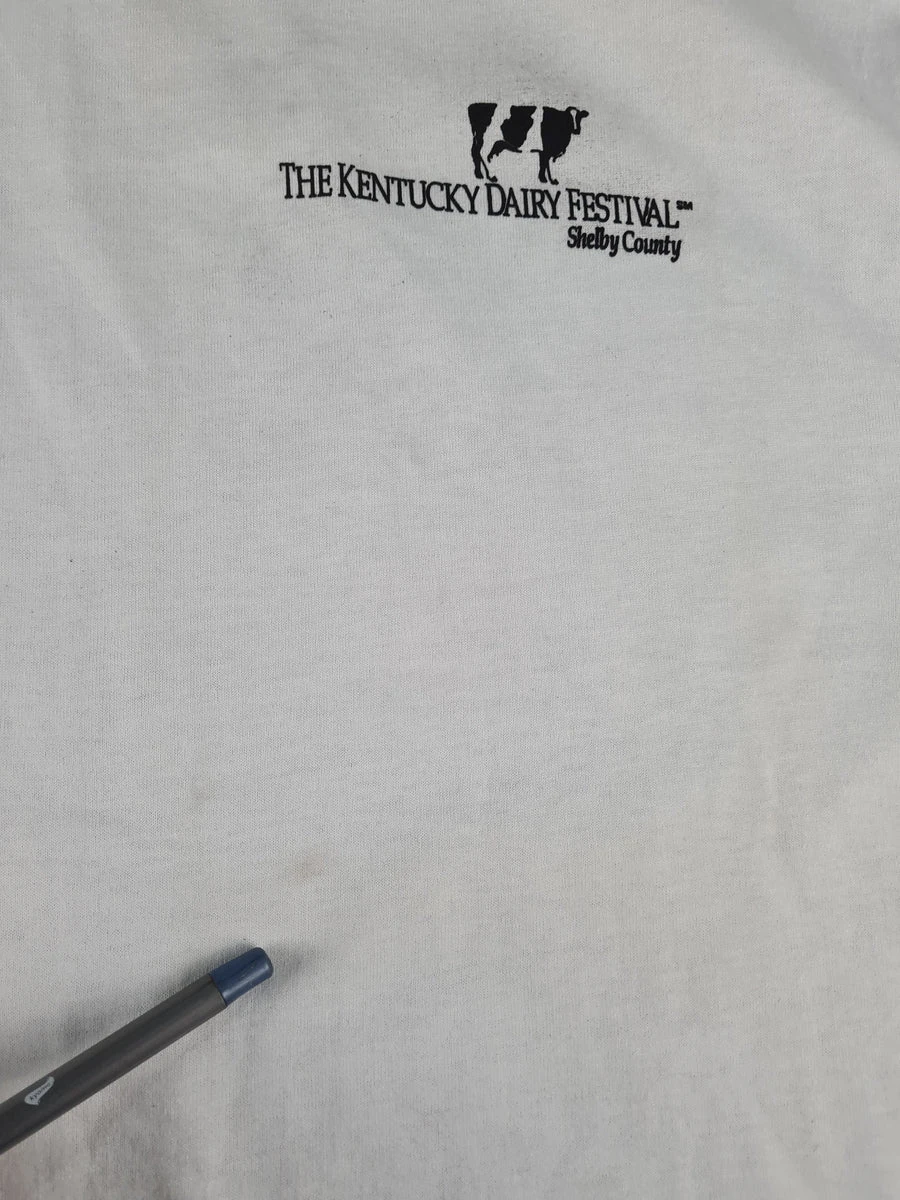 THE KENTUCKY DAIRY FESTIVAL℠
Shelby County